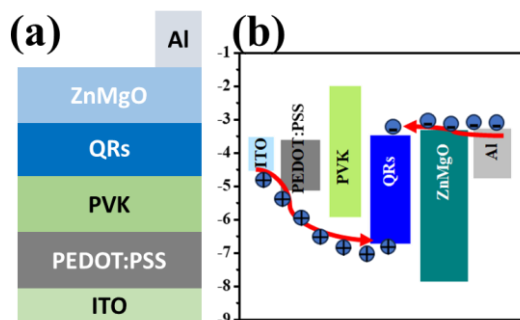 (a)
Al
ZnMgO
QRs
PVK
PEDOT:PSS
ITO
(b)
-1
-3
-4
-5
-6
-7
-8
-9
ITO
PEDOT:PSS
PVK
QRs
ZnMgO
Al
+ + + + + + + +
- - - - -